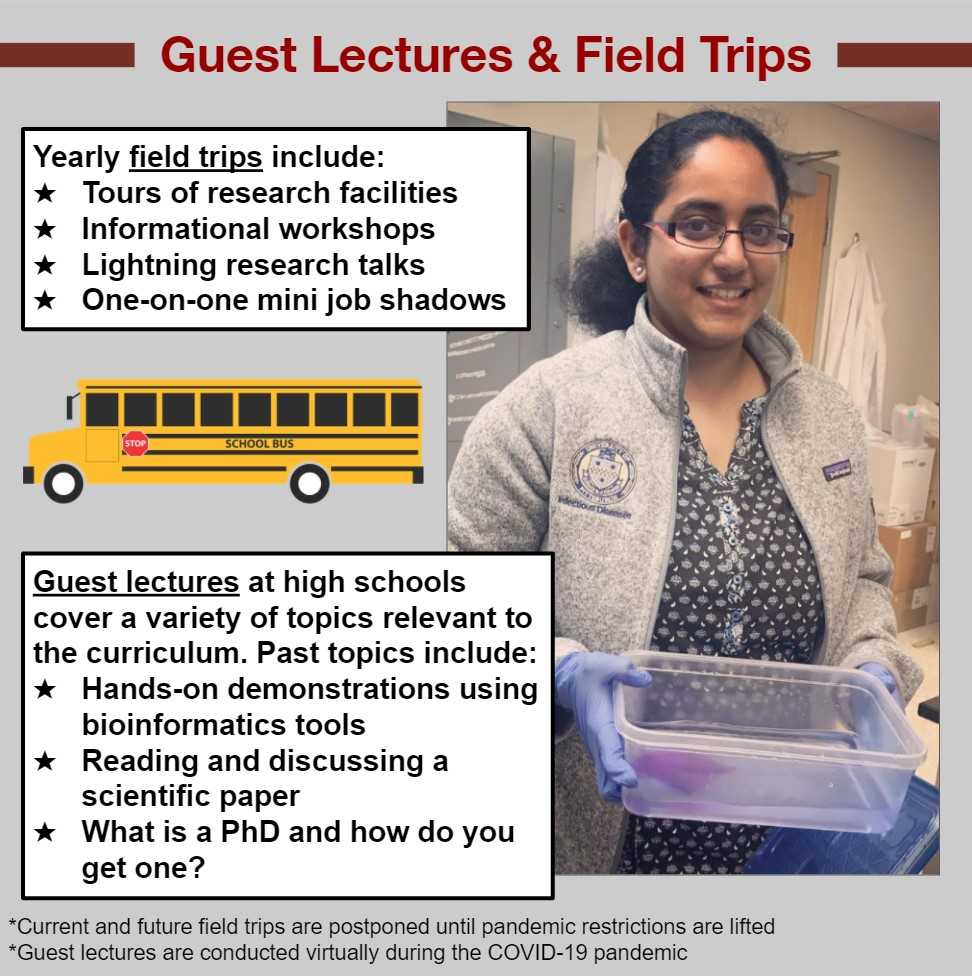 Guest Lectures & Field Trips
Yearly field trips include:
★ Tours of research facilities
★ Informational workshops
★ Lightning research talks
★ One-on-one mini job shadows
STOP
SCHOOL BUS
Infectious Diseases
Guest lectures at high schools
cover a variety of topics relevant to
the curriculum. Past topics include:
★ Hands-on demonstrations using
bioinformatics tools
★ Reading and discussing a
scientific paper
★ What is a PhD and how do you
get one?
*Current and future field trips are postponed until pandemic restrictions are lifted
*Guest lectures are conducted virtually during the COVID-19 pandemic